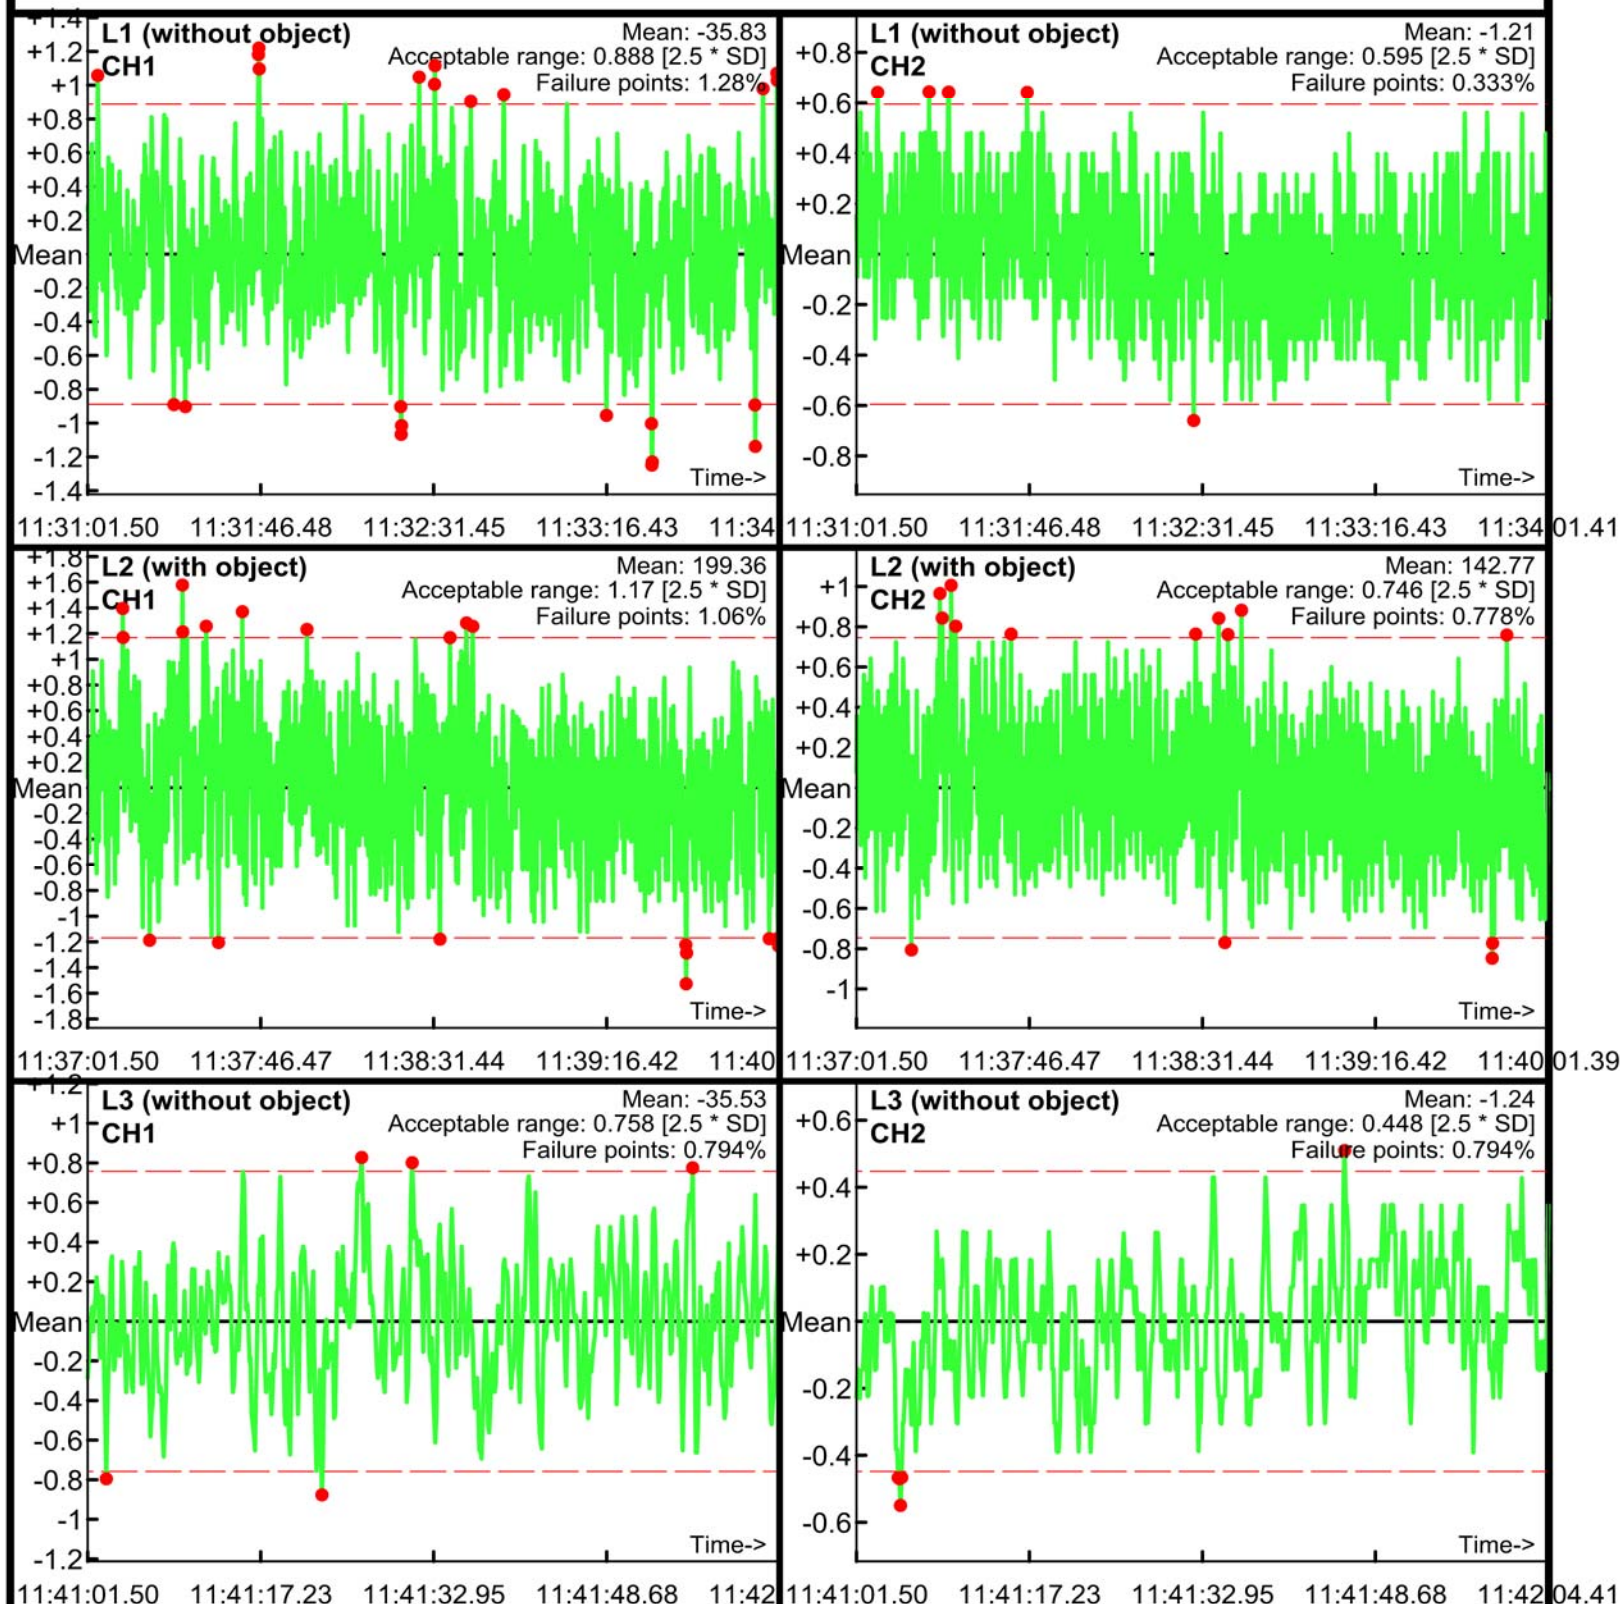 L1 (without object)
CH1
Mean: -35.83
Acceptable range: 0.888 [2.5 * SD]
Failure points: 1.28%
+1.4
+1.2
+1
+0.8
+0.6
+0.4
+0.2
Mean
-0.2
-0.4
-0.6
-0.8
-1
-1.2
-1.4
Time->
11:31:01.50 11:31:46.48 11:32:31.45 11:33:16.43 11:34
L1 (without object)
CH2
Mean: -1.21
Acceptable range: 0.595 [2.5 * SD]
Failure points: 0.333%
+0.8
+0.6
+0.4
+0.2
Mean
-0.2
-0.4
-0.6
-0.8
Time->
11:31:01.50 11:31:46.48 11:32:31.45 11:33:16.43 11:34:01.41
L2 (with object)
CH1
Mean: 199.36
Acceptable range: 1.17 [2.5 * SD]
Failure points: 1.06%
+1.8
+1.6
+1.4
+1.2
+1
+0.8
+0.6
+0.4
+0.2
Mean
-0.2
-0.4
-0.6
-0.8
-1
-1.2
-1.4
-1.6
-1.8
Time->
11:37:01.50 11:37:46.47 11:38:31.44 11:39:16.42 11:40
L2 (with object)
CH2
Mean: 142.77
Acceptable range: 0.746 [2.5 * SD]
Failure points: 0.778%
+1
+0.8
+0.6
+0.4
+0.2
Mean
-0.2
-0.4
-0.6
-0.8
-1
Time->
11:37:01.50 11:37:46.47 11:38:31.44 11:39:16.42 11:40:01.39
L3 (without object)
CH1
Mean: -35.53
Acceptable range: 0.758 [2.5 * SD]
Failure points: 0.794%
+1.2
+1
+0.8
+0.6
+0.4
+0.2
Mean
-0.2
-0.4
-0.6
-0.8
-1
-1.2
Time->
11:41:01.50 11:41:17.23 11:41:32.95 11:41:48.68 11:42
L3 (without object)
CH2
Mean: -1.24
Acceptable range: 0.448 [2.5 * SD]
Failure points: 0.794%
+0.6
+0.4
+0.2
Mean
-0.2
-0.4
-0.6
Time->
11:41:01.50 11:41:17.23 11:41:32.95 11:41:48.68 11:42:04.41